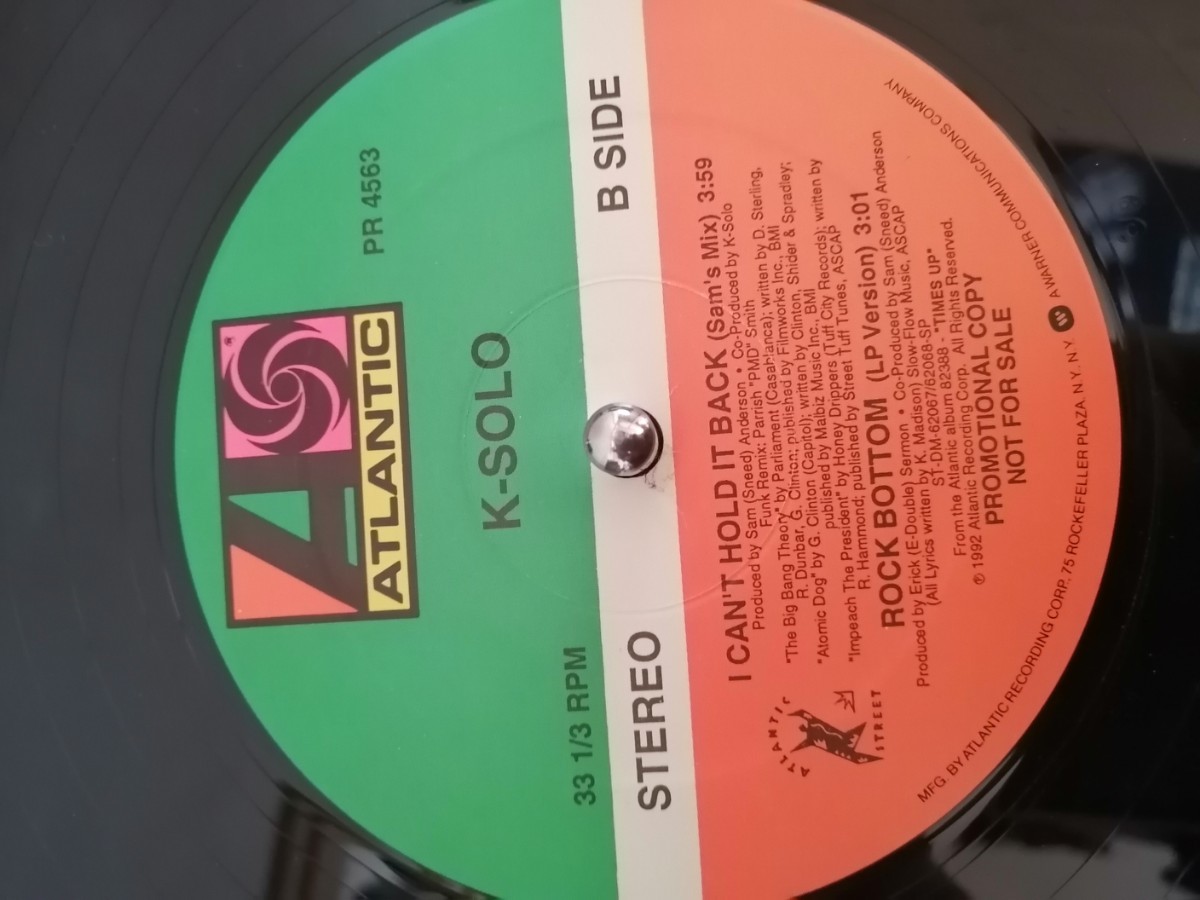 ATLANTIC
PR 4563
K-SOLO
33 1/3 RPM
STEREO
B SIDE
I CAN'T HOLD IT BACK (Sam's Mix) 3:59
Produced by Sam (Sneed) Anderson • Co-Produced by K-Solo
Funk Remix: Parrish "PMD" Smith
"The Big Bang Theory" by Parliament (Casablanca); written by D. Sterling,
R. Dunbar, G. Clinton; published by Filmworks Inc., BMI
"Atomic Dog" by G. Clinton (Capitol); written by Clinton, Shider & Spradley;
published by Malbiz Music Inc., BMI
"Impeach The President" by Honey Drippers (Tuff City Records); written by
R. Hammond; published by Street Tuff Tunes, ASCAP
ROCK BOTTOM (LP Version) 3:01
Produced by Erick (E-Double) Sermon • Co-Produced by Sam (Sneed) Anderson
(All Lyrics written by K. Madison) Slow-Flow Music, ASCAP
ST-DM-62067/62068-SP
From the Atlantic album 82388 - "TIMES UP"
℗ 1992 Atlantic Recording Corp. All Rights Reserved.
PROMOTIONAL COPY
NOT FOR SALE
ATLANTIC
STREET
MFG. BY ATLANTIC RECORDING CORP., 75 ROCKEFELLER PLAZA, N.Y. N.Y. A WARNER COMMUNICATIONS COMPANY